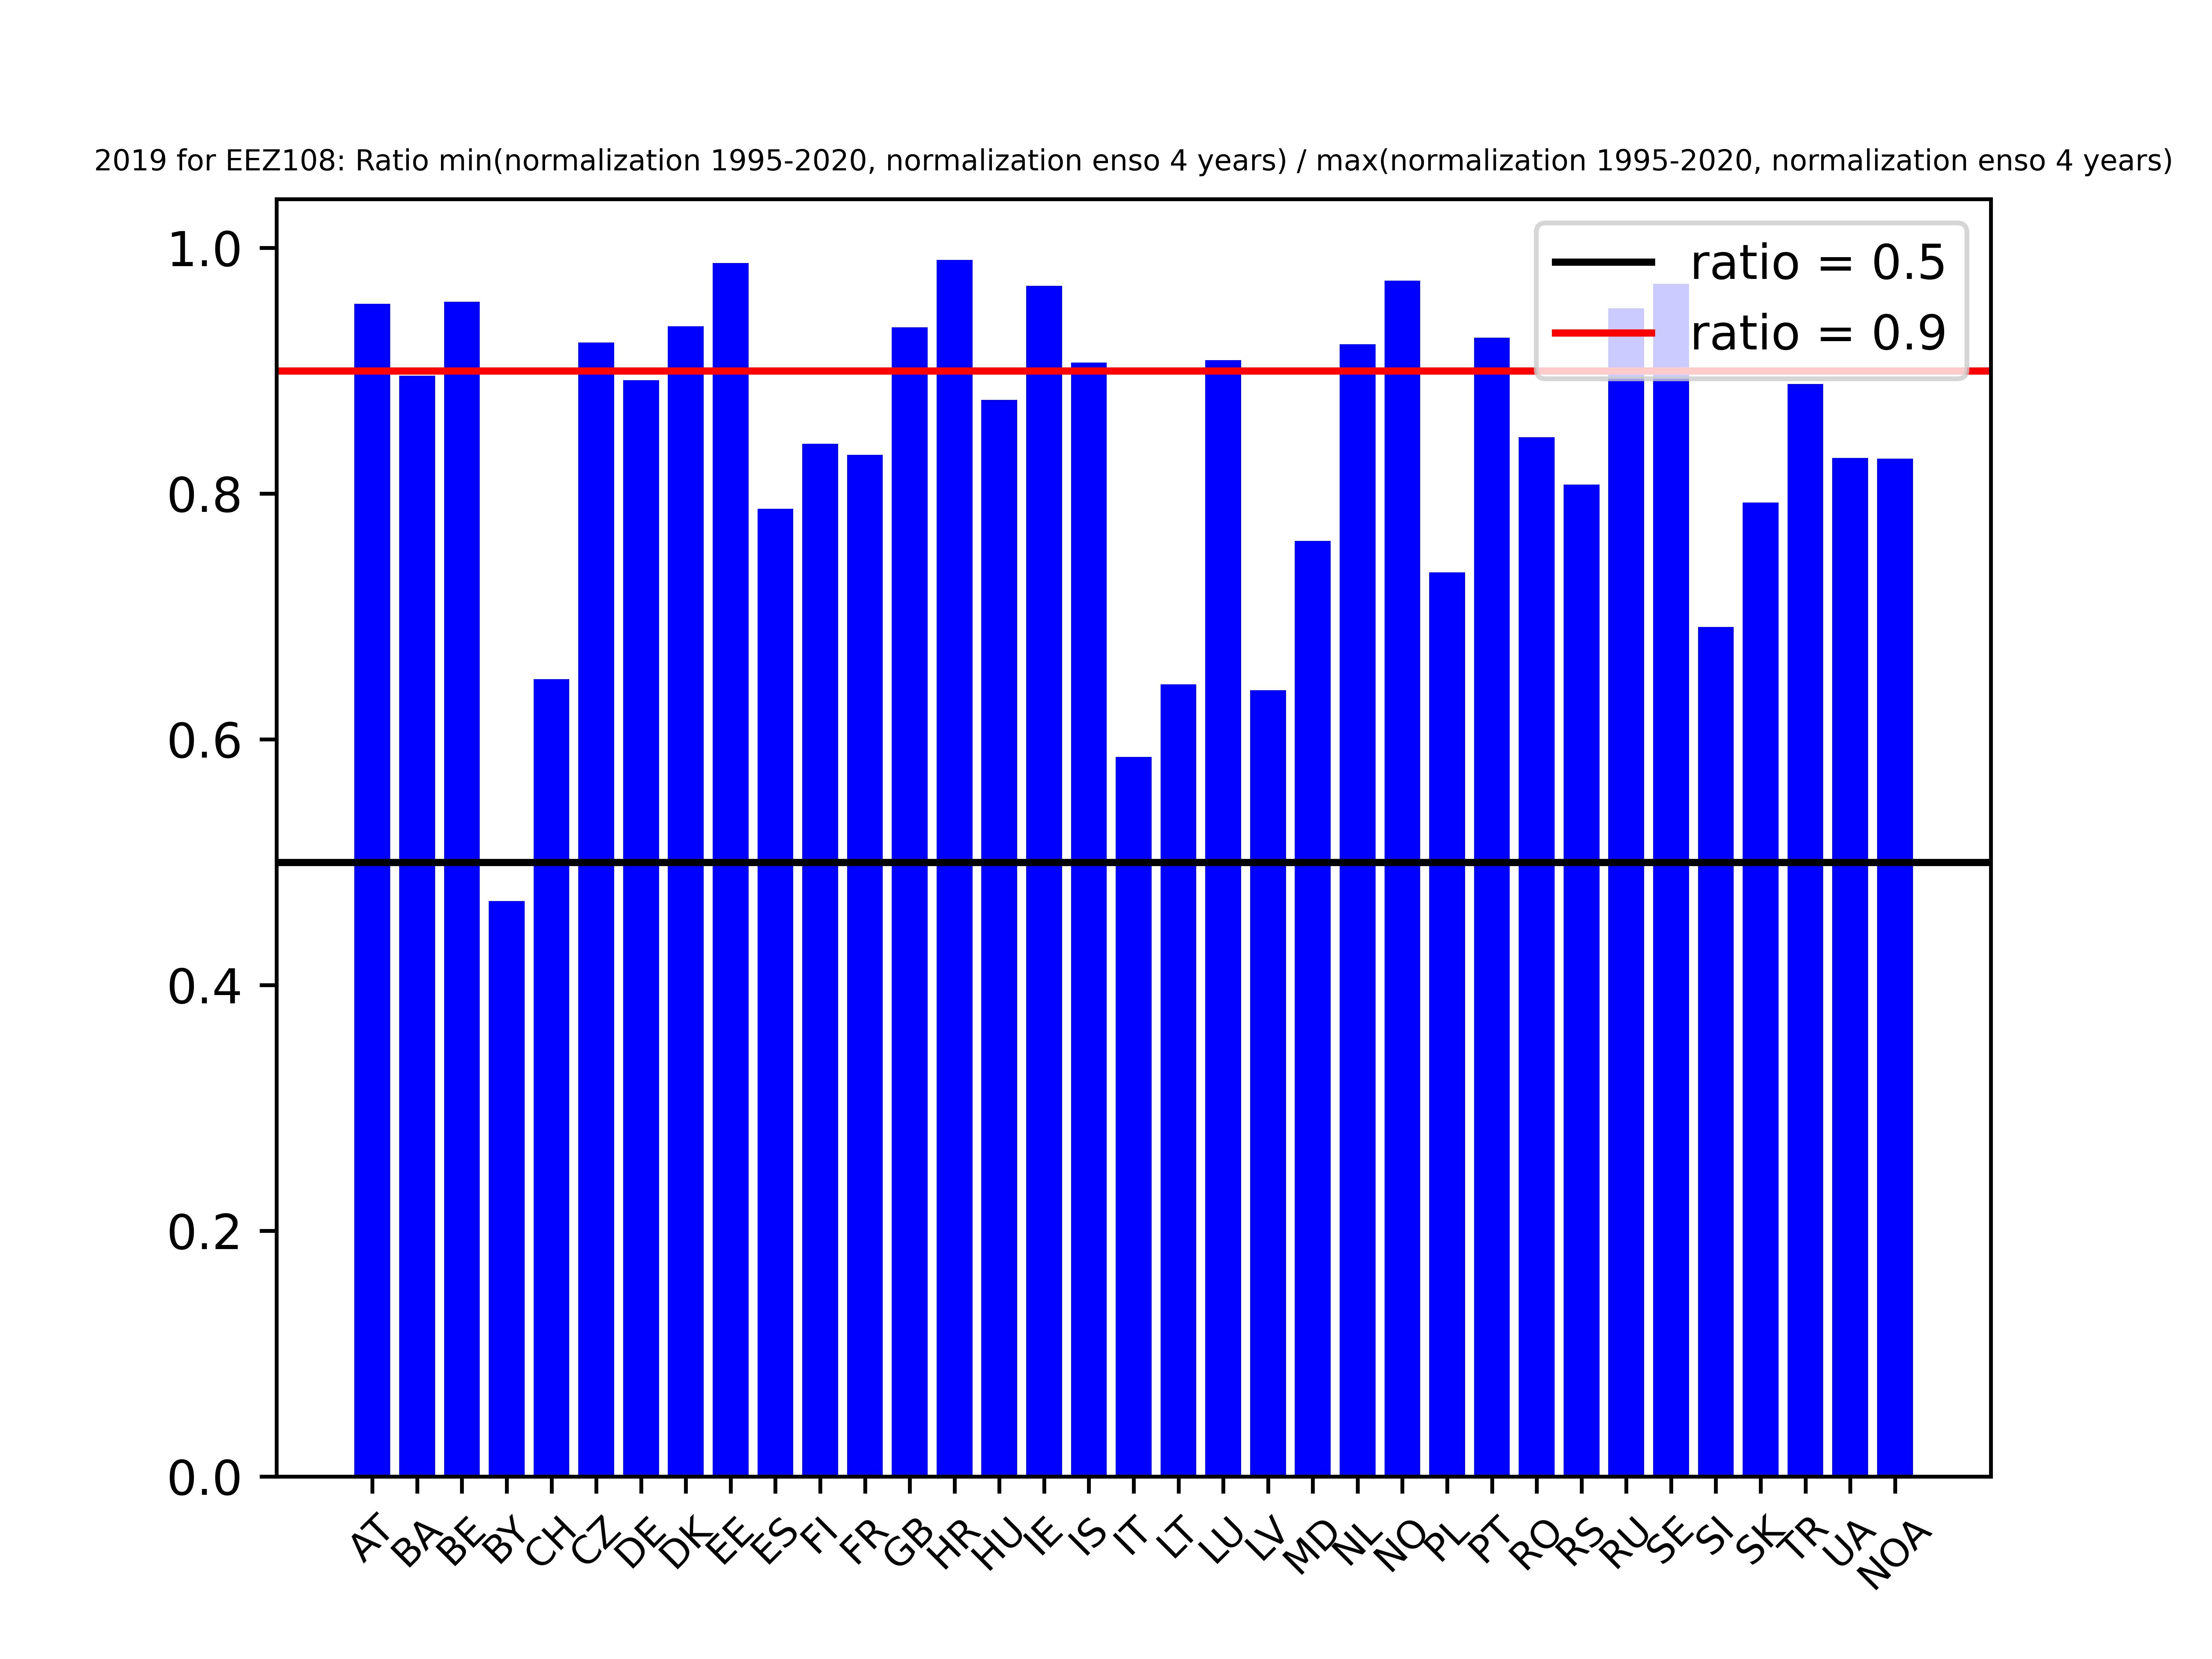 2019 for EEZ108: Ratio min(normalization 1995-2020, normalization enso 4 years) / max(normalization 1995-2020, normalization enso 4 years)
1.0
0.8
0.6
0.4
0.2
0.0
ratio = 0.5
ratio = 0.9
AT BA BE BY CH CZ DE DK EE ES FI FR GB HR HU IE IS IT LT LU LV MD NL NO PL PT RO RS RU SE SI SK TR UA NOA